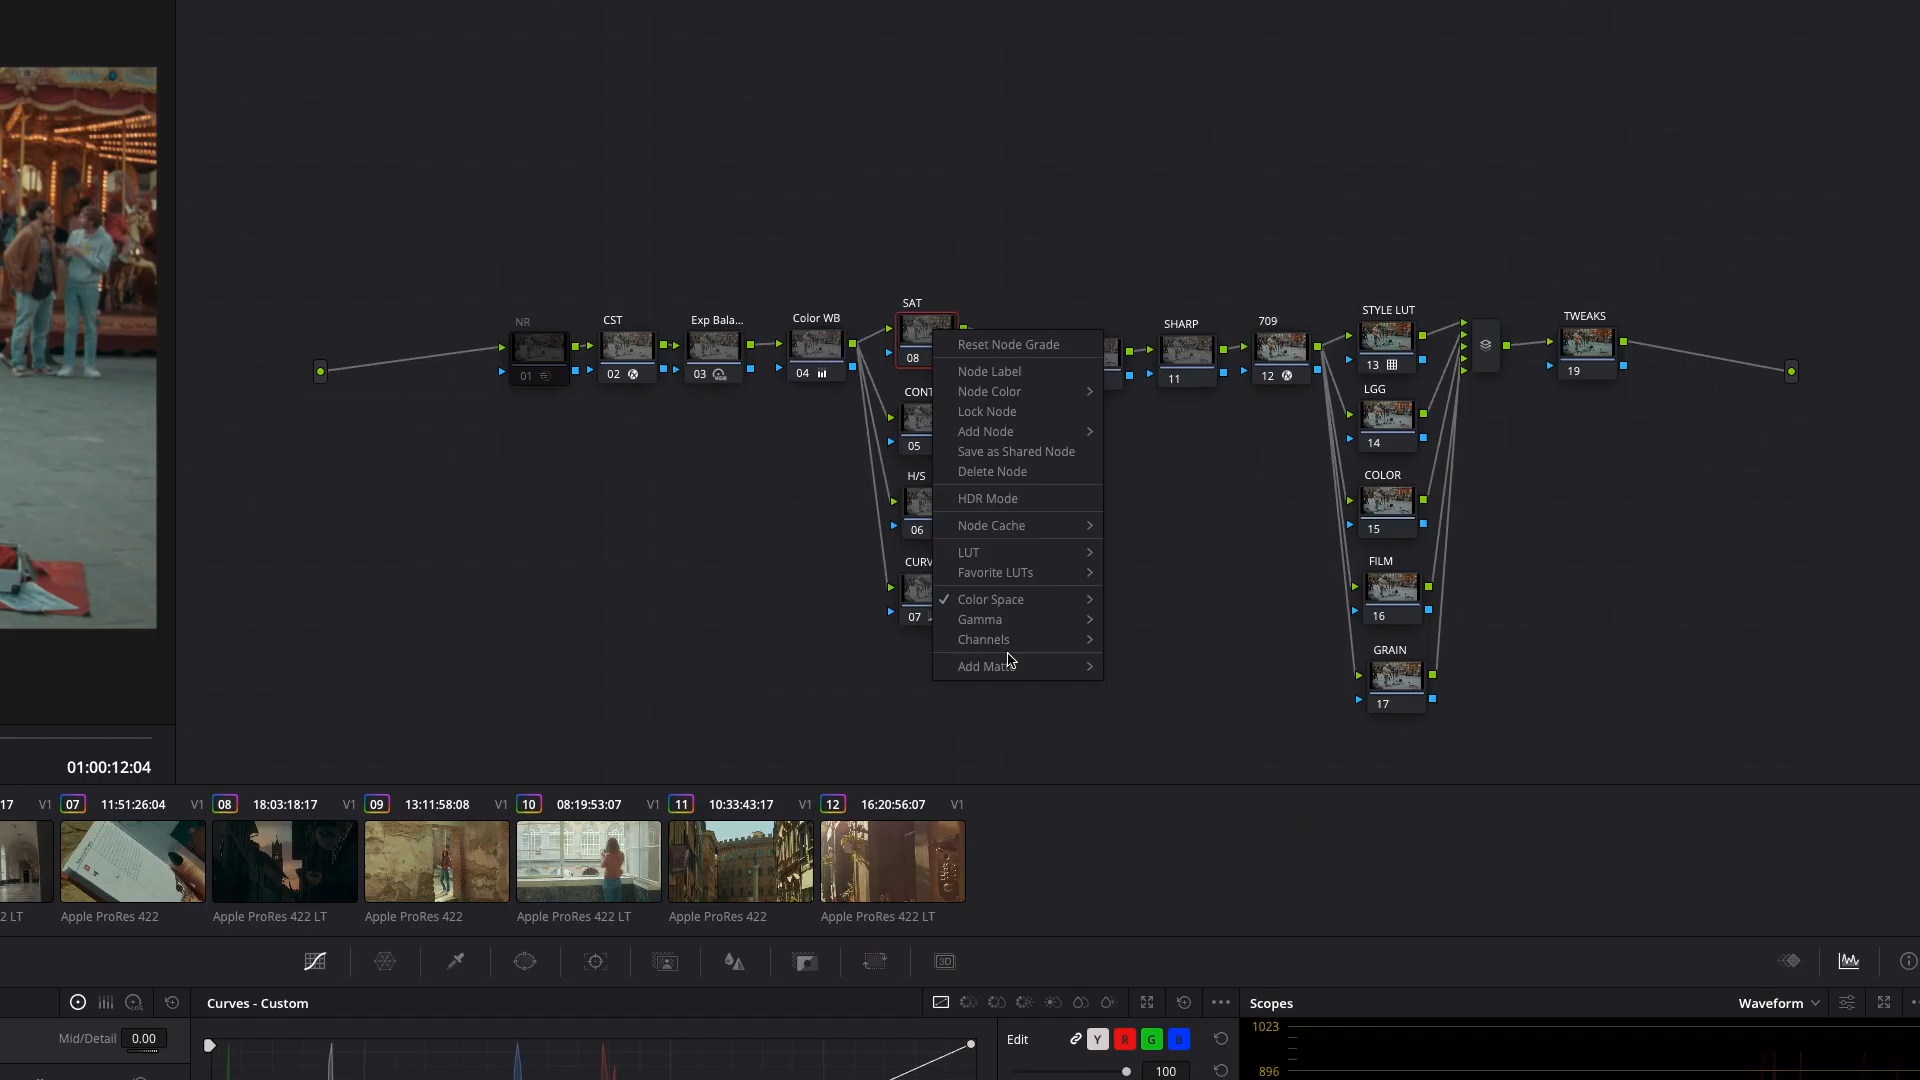 SAT
08
NR
01
CST
02
Exp Bala...
03
Color WB
04
CONT
05
H/S
06
CURV
07
Reset Node Grade
Node Label
Node Color
Lock Node
Add Node
Save as Shared Node
Delete Node
HDR Mode
Node Cache
LUT
Favorite LUTs
Color Space
Gamma
Channels
Add Matte
SHARP
11
709
12
STYLE LUT
13
LGG
14
COLOR
15
FILM
16
GRAIN
17
TWEAKS
19
01:00:12:04
17 V1 07 11:51:26:04 V1 08 18:03:18:17 V1 09 13:11:58:08 V1 10 08:19:53:07 V1 11 10:33:43:17 V1 12 16:20:56:07 V1
2 LT Apple ProRes 422 Apple ProRes 422 LT Apple ProRes 422 Apple ProRes 422 LT Apple ProRes 422 Apple ProRes 422 LT
3D
Curves - Custom
Scopes
Waveform
Mid/Detail 0.00
Edit Y R G B
100
1023
896